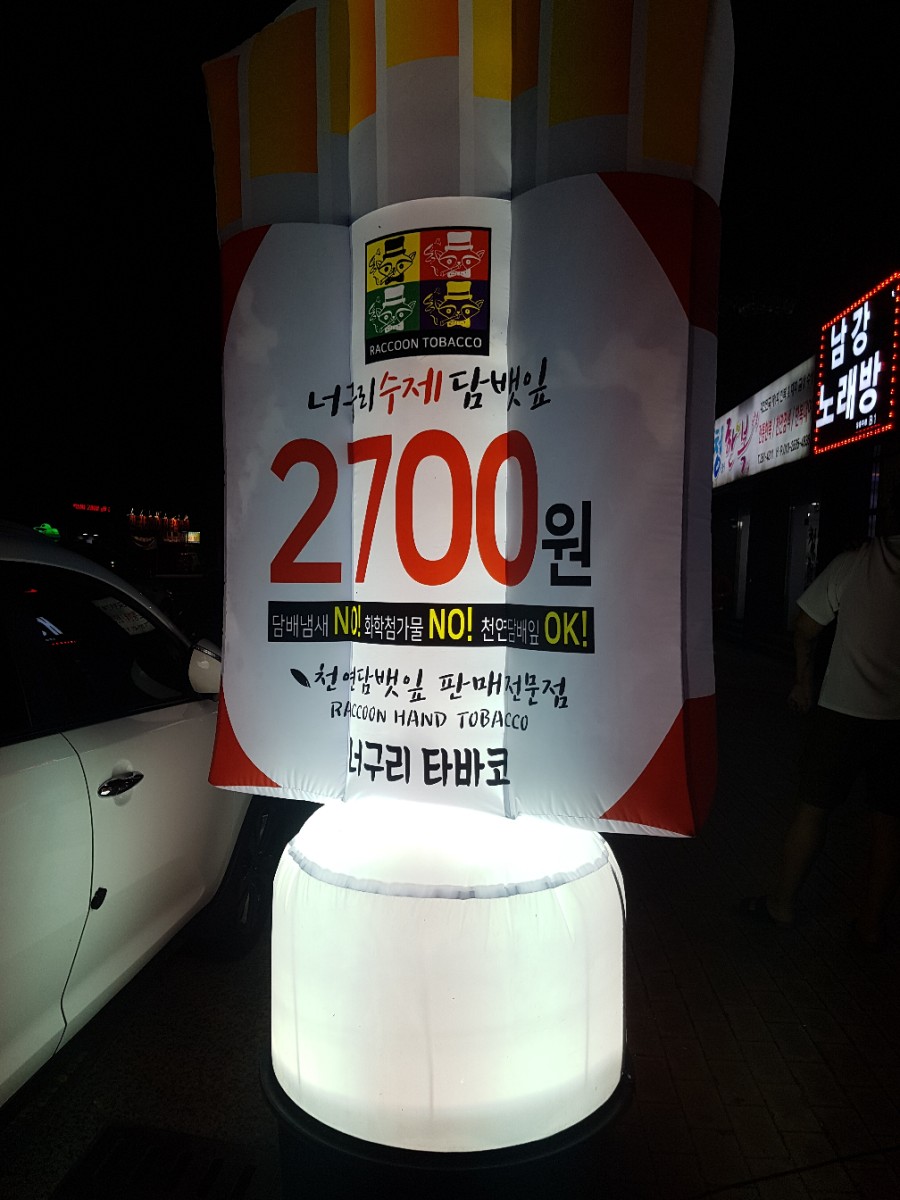 RACCOON TOBACCO
너구리수제 담뱃잎
2700원
담배냄새 NO! 화학첨가물 NO! 천연담배잎 OK!
천연담뱃잎 판매전문점
RACCOON HAND TOBACCO
너구리 타바코
남강
노래방